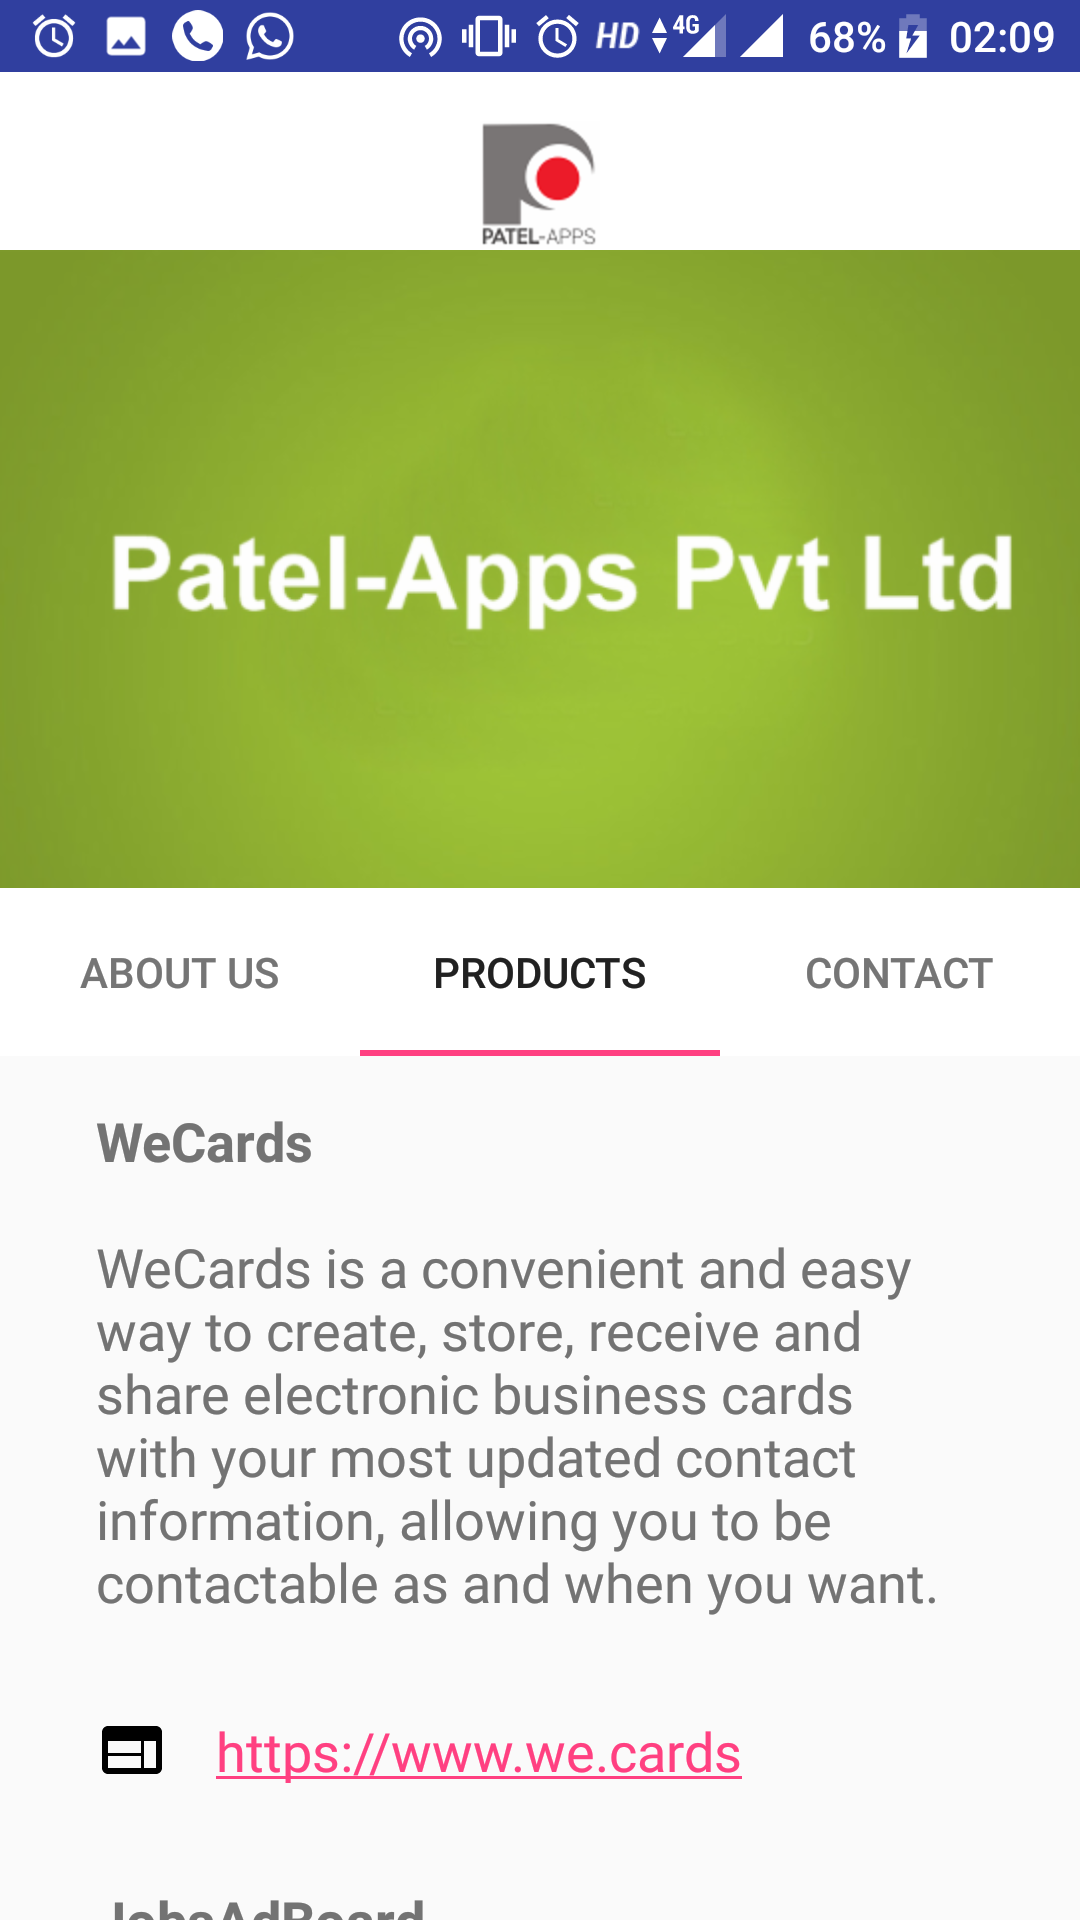 HD 4G 68% 02:09
PATEL-APPS
Patel-Apps Pvt Ltd
ABOUT US PRODUCTS CONTACT
WeCards
WeCards is a convenient and easy
way to create, store, receive and
share electronic business cards
with your most updated contact
information, allowing you to be
contactable as and when you want.
https://www.we.cards
JobsAdBoard